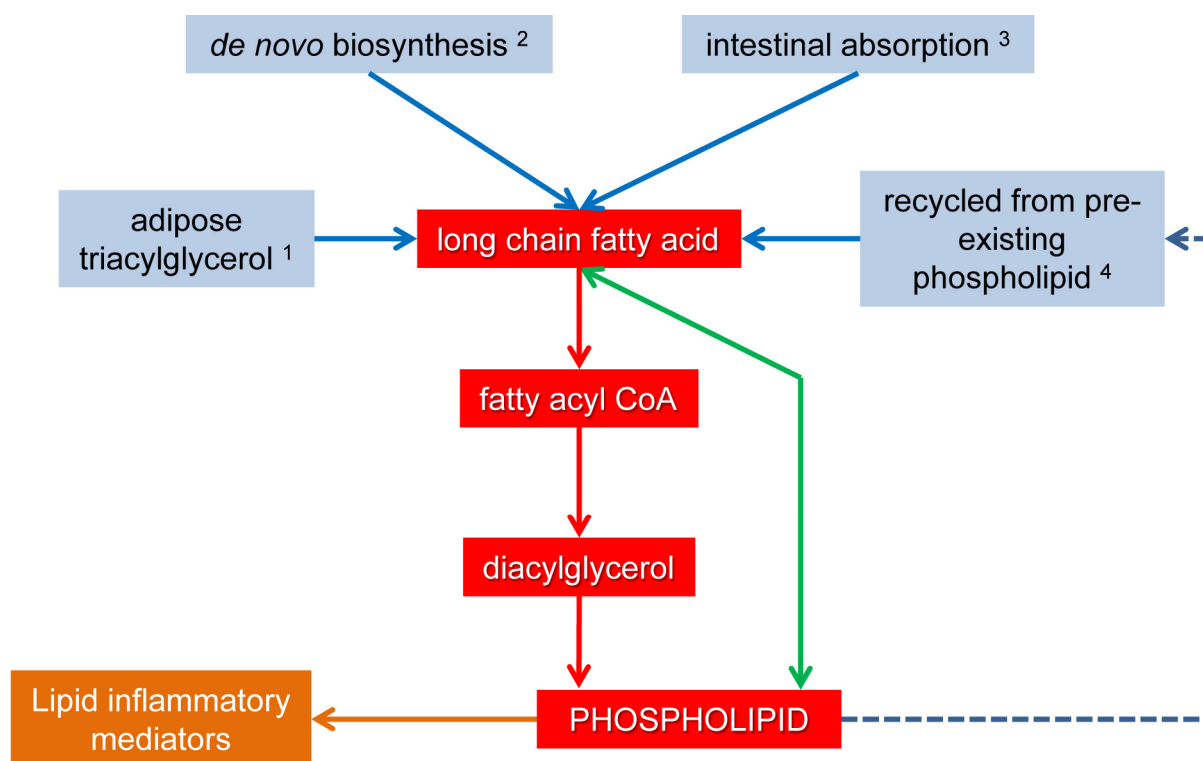 de novo biosynthesis ²
intestinal absorption ³
adipose
triacylglycerol ¹
long chain fatty acid
recycled from pre-
existing
phospholipid ⁴
fatty acyl CoA
diacylglycerol
Lipid inflammatory
mediators
PHOSPHOLIPID